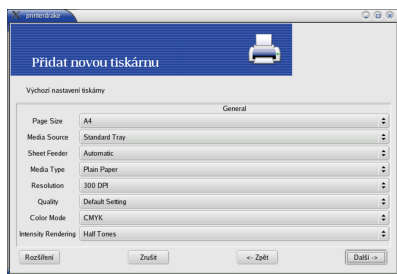 printerdrake
Přidat novou tiskárnu
Výchozí nastavení tiskárny
General
Page Size A4
Media Source Standard Tray
Sheet Feeder Automatic
Media Type Plain Paper
Resolution 300 DPI
Quality Default Setting
Color Mode CMYK
Intensity Rendering Half Tones
Rozšíření Zrušit <- Zpět Další ->